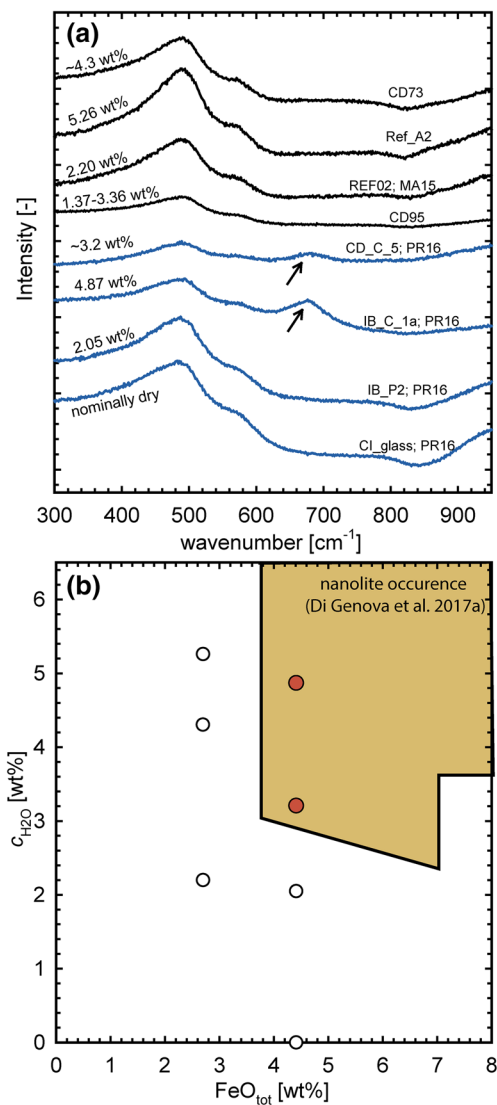 (a)
~4.3 wt%
CD73
5.26 wt%
Ref_A2
2.20 wt%
REF02; MA15
1.37-3.36 wt%
CD95
~3.2 wt%
CD_C_5; PR16
4.87 wt%
IB_C_1a; PR16
2.05 wt%
IB_P2; PR16
nominally dry
CI_glass; PR16
Intensity [-]
300 400 500 600 700 800 900
wavenumber [cm-1]
(b)
nanolite occurence
(Di Genova et al. 2017a)
6
5
4
3
2
1
0
cH2O [wt%]
0 1 2 3 4 5 6 7 8
FeOtot [wt%]